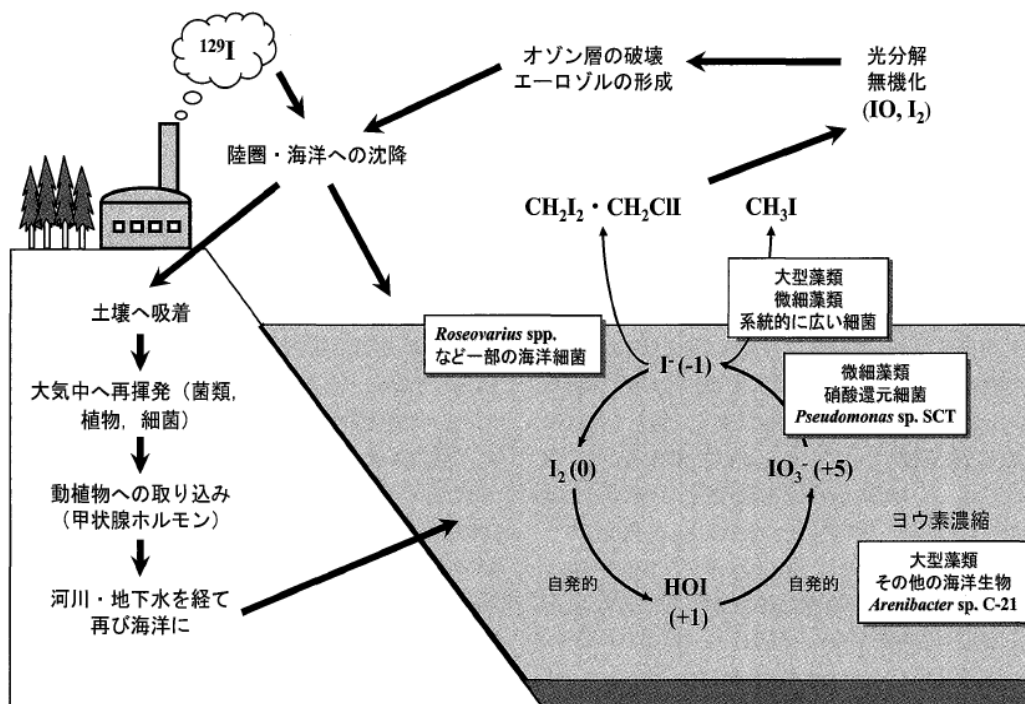 ¹²⁹I
オゾン層の破壊
エーロゾルの形成
光分解
無機化
(IO, I₂)
陸圏・海洋への沈降
CH₂I₂・CH₂ClI
CH₃I
大型藻類
微細藻類
系統的に広い細菌
土壌へ吸着
Roseovarius spp.
など一部の海洋細菌
I⁻ (-1)
微細藻類
硝酸還元細菌
Pseudomonas sp. SCT
大気中へ再揮発（菌類,
植物, 細菌）
I₂ (0)
IO₃⁻ (+5)
動植物への取り込み
（甲状腺ホルモン）
ヨウ素濃縮
大型藻類
その他の海洋生物
Arenibacter sp. C-21
自発的
HOI
(+1)
自発的
河川・地下水を経て
再び海洋に